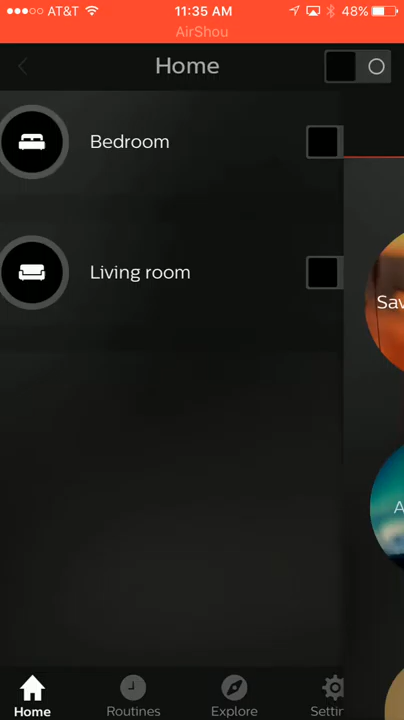 AT&T 11:35 AM 48%
AirShou
Home
Bedroom
Living room
Sav
A
Home Routines Explore Settin